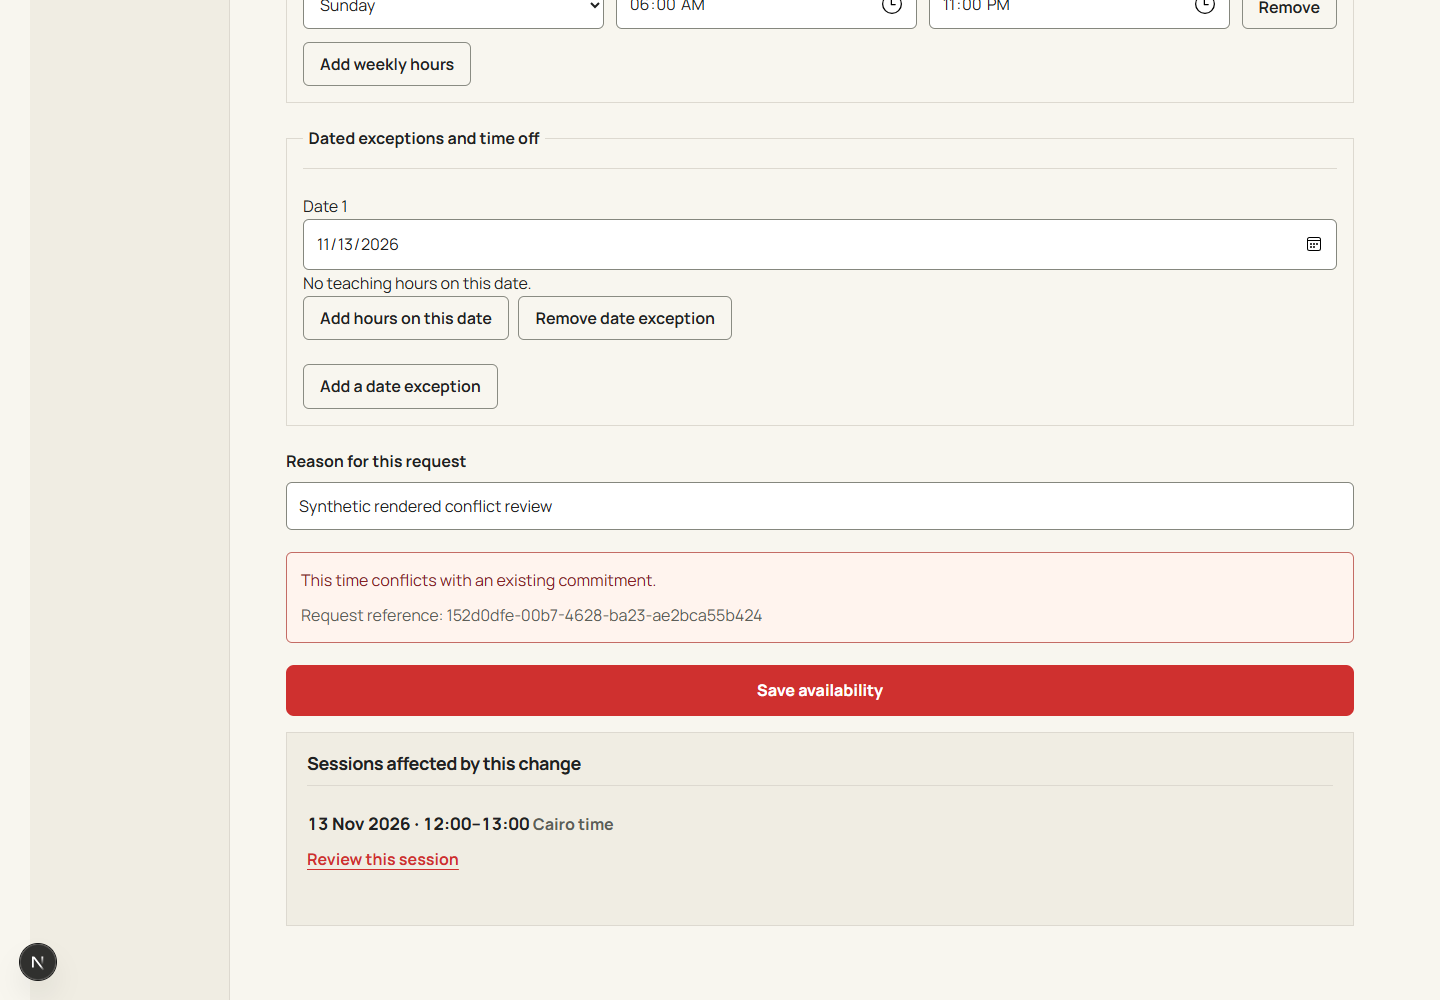 Sunday 06:00 AM 11:00 PM Remove
Add weekly hours
Dated exceptions and time off
Date 1
11/13/2026
No teaching hours on this date.
Add hours on this date Remove date exception
Add a date exception
Reason for this request
Synthetic rendered conflict review
This time conflicts with an existing commitment.
Request reference: 152d0dfe-00b7-4628-ba23-ae2bca55b424
Save availability
Sessions affected by this change
13 Nov 2026 · 12:00–13:00 Cairo time
Review this session
N